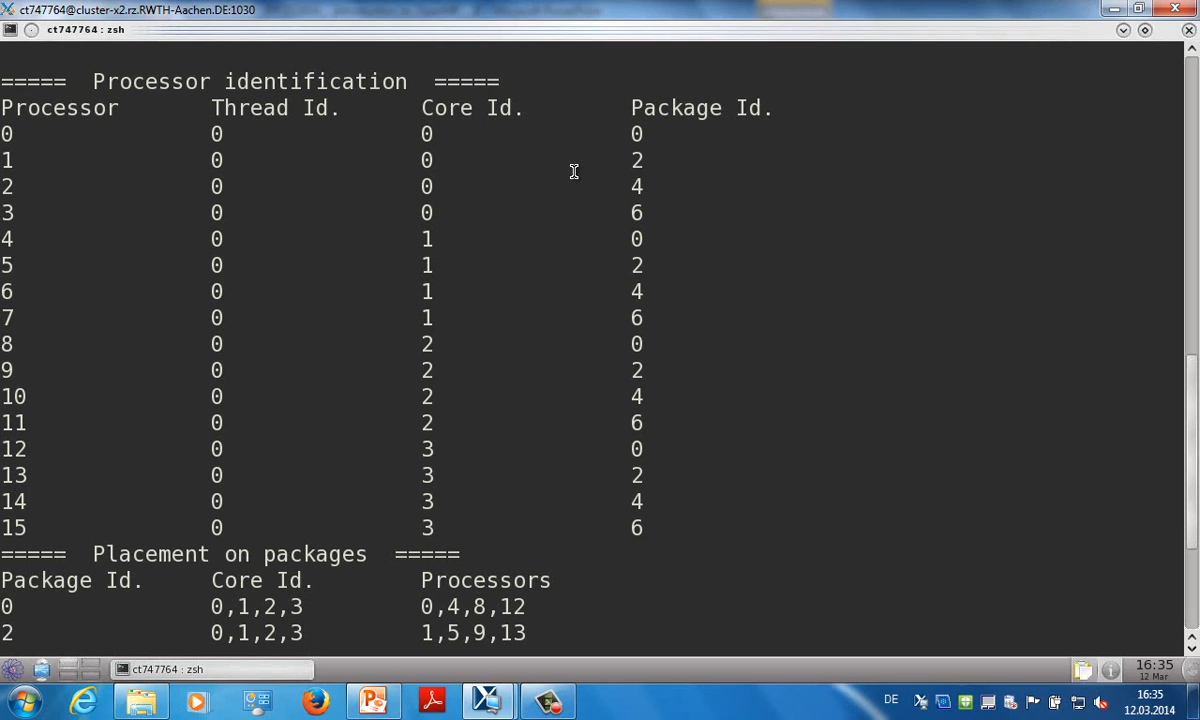 ct747764@cluster-x2.rz.RWTH-Aachen.DE:1030
ct747764 : zsh
===== Processor identification =====
Processor Thread Id. Core Id. Package Id.
0 0 0 0
1 0 0 2
2 0 0 4
3 0 0 6
4 0 1 0
5 0 1 2
6 0 1 4
7 0 1 6
8 0 2 0
9 0 2 2
10 0 2 4
11 0 2 6
12 0 3 0
13 0 3 2
14 0 3 4
15 0 3 6
===== Placement on packages =====
Package Id. Core Id. Processors
0 0,1,2,3 0,4,8,12
2 0,1,2,3 1,5,9,13
ct747764 : zsh
16:35
12 Mar
DE
16:35
12.03.2014